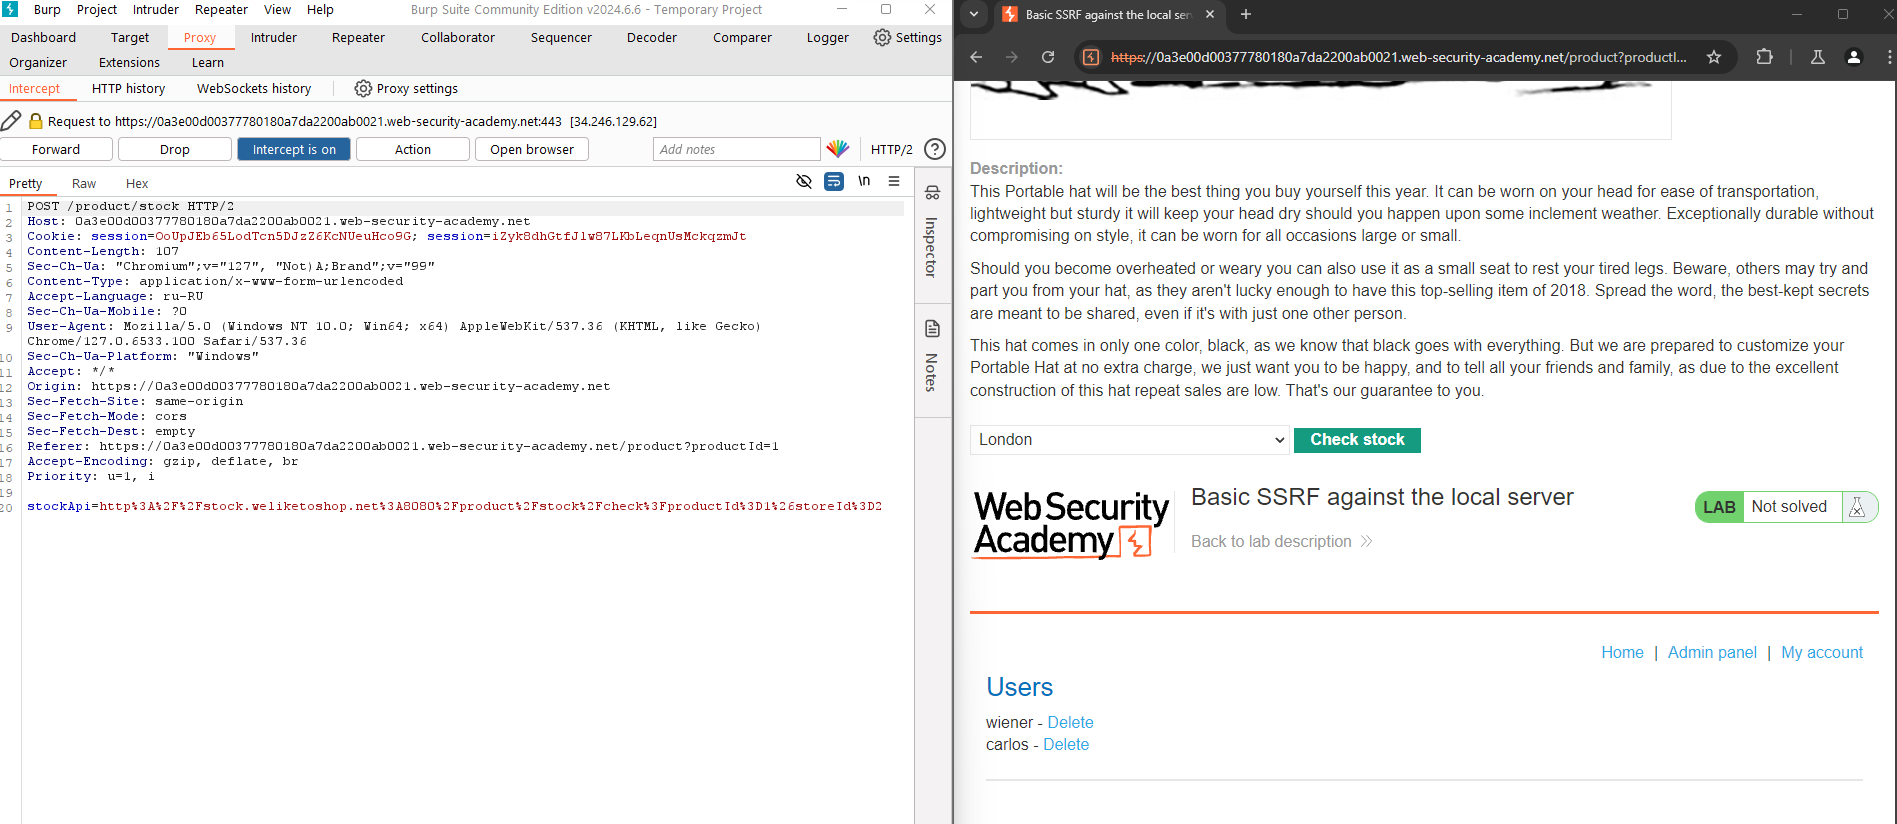 Burp Project Intruder Repeater View Help Burp Suite Community Edition v2024.6.6 - Temporary Project
Dashboard Target Proxy Intruder Repeater Collaborator Sequencer Decoder Comparer Logger Settings
Organizer Extensions Learn
Intercept HTTP history WebSockets history Proxy settings
Request to https://0a3e00d00377780180a7da2200ab0021.web-security-academy.net:443 [34.246.129.62]
Forward Drop Intercept is on Action Open browser Add notes HTTP/2 ?
Pretty Raw Hex \n
1 POST /product/stock HTTP/2
2 Host: 0a3e00d00377780180a7da2200ab0021.web-security-academy.net
3 Cookie: session=OoUpJEb65LodTcn5DJzZ6KcNUeuHco9G; session=iZyk8dhGtfJlw87LKbLeqnUsMckqzmJt
4 Content-Length: 107
5 Sec-Ch-Ua: "Chromium";v="127", "Not)A;Brand";v="99"
6 Content-Type: application/x-www-form-urlencoded
7 Accept-Language: ru-RU
8 Sec-Ch-Ua-Mobile: ?0
9 User-Agent: Mozilla/5.0 (Windows NT 10.0; Win64; x64) AppleWebKit/537.36 (KHTML, like Gecko)
Chrome/127.0.6533.100 Safari/537.36
10 Sec-Ch-Ua-Platform: "Windows"
11 Accept: */*
12 Origin: https://0a3e00d00377780180a7da2200ab0021.web-security-academy.net
13 Sec-Fetch-Site: same-origin
14 Sec-Fetch-Mode: cors
15 Sec-Fetch-Dest: empty
16 Referer: https://0a3e00d00377780180a7da2200ab0021.web-security-academy.net/product?productId=1
17 Accept-Encoding: gzip, deflate, br
18 Priority: u=1, i
19
20 stockApi=http%3A%2F%2Fstock.weliketoshop.net%3A8080%2Fproduct%2Fstock%2Fcheck%3FproductId%3D1%26storeId%3D2
Inspector
Notes
Basic SSRF against the local ser
https://0a3e00d00377780180a7da2200ab0021.web-security-academy.net/product?productI...
Description:
This Portable hat will be the best thing you buy yourself this year. It can be worn on your head for ease of transportation,
lightweight but sturdy it will keep your head dry should you happen upon some inclement weather. Exceptionally durable without
compromising on style, it can be worn for all occasions large or small.
Should you become overheated or weary you can also use it as a small seat to rest your tired legs. Beware, others may try and
part you from your hat, as they aren't lucky enough to have this top-selling item of 2018. Spread the word, the best-kept secrets
are meant to be shared, even if it's with just one other person.
This hat comes in only one color, black, as we know that black goes with everything. But we are prepared to customize your
Portable Hat at no extra charge, we just want you to be happy, and to tell all your friends and family, as due to the excellent
construction of this hat repeat sales are low. That's our guarantee to you.
London Check stock
Web Security
Academy
Basic SSRF against the local server
Back to lab description
LAB Not solved
Home | Admin panel | My account
Users
wiener - Delete
carlos - Delete